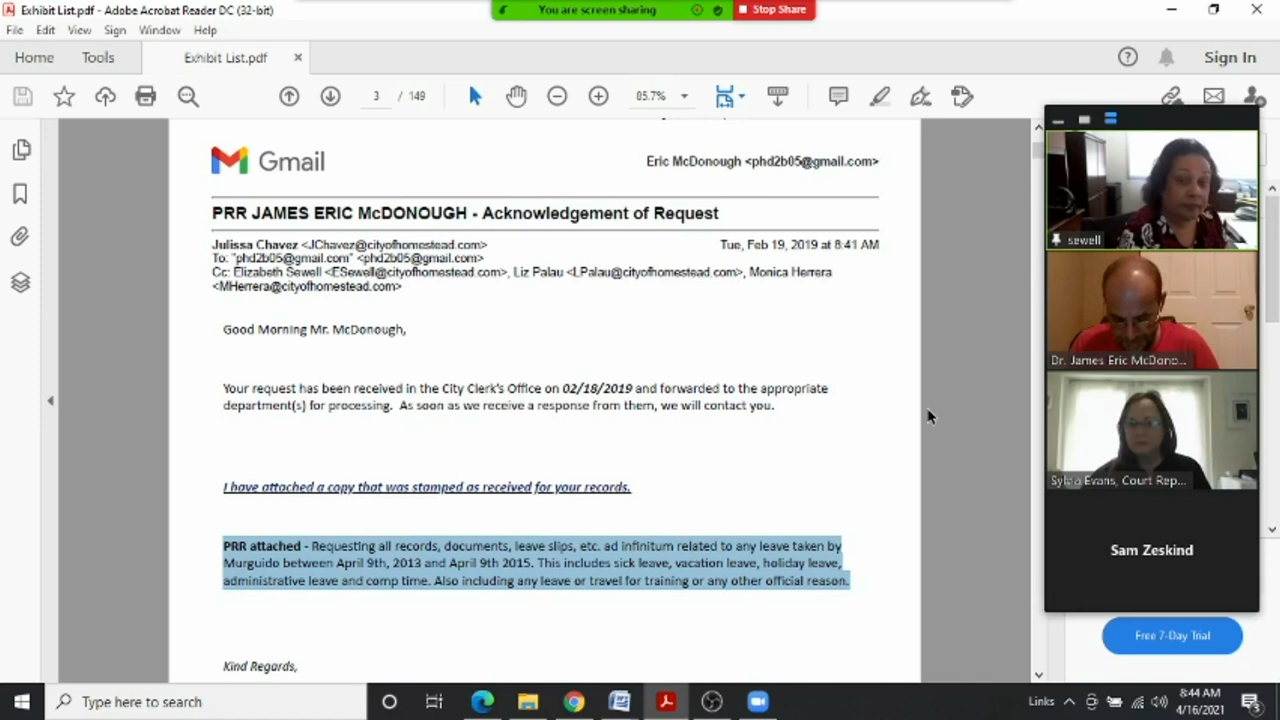 Exhibit List.pdf - Adobe Acrobat Reader DC (32-bit)
You are screen sharing
Stop Share
File Edit View Sign Window Help
Home Tools Exhibit List.pdf
Sign In
3 / 149
85.7%
Gmail
Eric McDonough <phd2b05@gmail.com>
PRR JAMES ERIC McDONOUGH - Acknowledgement of Request
Julissa Chavez <JChavez@cityofhomestead.com>
Tue, Feb 19, 2019 at 8:41 AM
To: "phd2b05@gmail.com" <phd2b05@gmail.com>
Cc: Elizabeth Sewell <ESewell@cityofhomestead.com>, Liz Palau <LPalau@cityofhomestead.com>, Monica Herrera
<MHerrera@cityofhomestead.com>
Good Morning Mr. McDonough,
Your request has been received in the City Clerk's Office on 02/18/2019 and forwarded to the appropriate
department(s) for processing. As soon as we receive a response from them, we will contact you.
I have attached a copy that was stamped as received for your records.
PRR attached - Requesting all records, documents, leave slips, etc. ad infinitum related to any leave taken by
Murguido between April 9th, 2013 and April 9th 2015. This includes sick leave, vacation leave, holiday leave,
administrative leave and comp time. Also including any leave or travel for training or any other official reason.
Kind Regards,
sewell
Dr. James Eric McDono...
Sylvia Evans, Court Rep...
Sam Zeskind
Free 7-Day Trial
Type here to search
Links
8:44 AM
4/16/2021
3